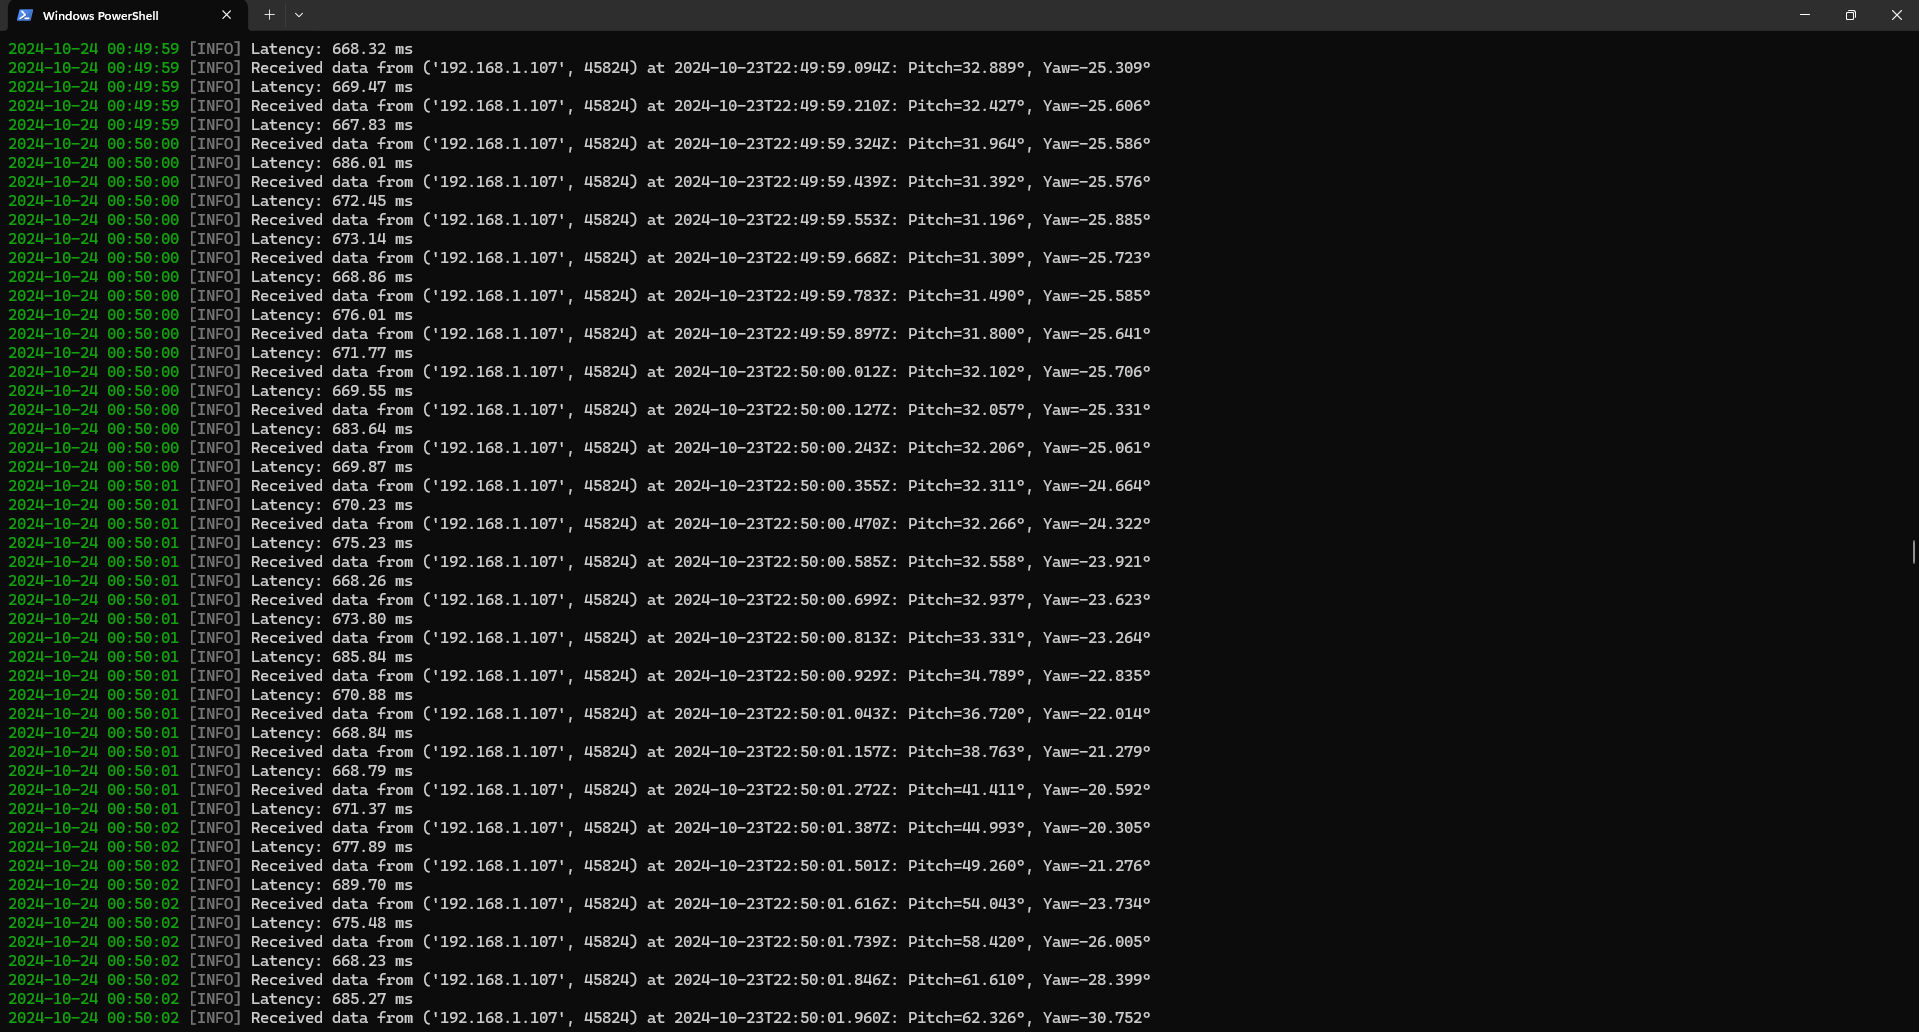 Windows PowerShell
2024-10-24 00:49:59 [INFO] Latency: 668.32 ms
2024-10-24 00:49:59 [INFO] Received data from ('192.168.1.107', 45824) at 2024-10-23T22:49:59.094Z: Pitch=32.889°, Yaw=-25.309°
2024-10-24 00:49:59 [INFO] Latency: 669.47 ms
2024-10-24 00:49:59 [INFO] Received data from ('192.168.1.107', 45824) at 2024-10-23T22:49:59.210Z: Pitch=32.427°, Yaw=-25.606°
2024-10-24 00:49:59 [INFO] Latency: 667.83 ms
2024-10-24 00:50:00 [INFO] Received data from ('192.168.1.107', 45824) at 2024-10-23T22:49:59.324Z: Pitch=31.964°, Yaw=-25.586°
2024-10-24 00:50:00 [INFO] Latency: 686.01 ms
2024-10-24 00:50:00 [INFO] Received data from ('192.168.1.107', 45824) at 2024-10-23T22:49:59.439Z: Pitch=31.392°, Yaw=-25.576°
2024-10-24 00:50:00 [INFO] Latency: 672.45 ms
2024-10-24 00:50:00 [INFO] Received data from ('192.168.1.107', 45824) at 2024-10-23T22:49:59.553Z: Pitch=31.196°, Yaw=-25.885°
2024-10-24 00:50:00 [INFO] Latency: 673.14 ms
2024-10-24 00:50:00 [INFO] Received data from ('192.168.1.107', 45824) at 2024-10-23T22:49:59.668Z: Pitch=31.309°, Yaw=-25.723°
2024-10-24 00:50:00 [INFO] Latency: 668.86 ms
2024-10-24 00:50:00 [INFO] Received data from ('192.168.1.107', 45824) at 2024-10-23T22:49:59.783Z: Pitch=31.490°, Yaw=-25.585°
2024-10-24 00:50:00 [INFO] Latency: 676.01 ms
2024-10-24 00:50:00 [INFO] Received data from ('192.168.1.107', 45824) at 2024-10-23T22:49:59.897Z: Pitch=31.800°, Yaw=-25.641°
2024-10-24 00:50:00 [INFO] Latency: 671.77 ms
2024-10-24 00:50:00 [INFO] Received data from ('192.168.1.107', 45824) at 2024-10-23T22:50:00.012Z: Pitch=32.102°, Yaw=-25.706°
2024-10-24 00:50:00 [INFO] Latency: 669.55 ms
2024-10-24 00:50:00 [INFO] Received data from ('192.168.1.107', 45824) at 2024-10-23T22:50:00.127Z: Pitch=32.057°, Yaw=-25.331°
2024-10-24 00:50:00 [INFO] Latency: 683.64 ms
2024-10-24 00:50:00 [INFO] Received data from ('192.168.1.107', 45824) at 2024-10-23T22:50:00.243Z: Pitch=32.206°, Yaw=-25.061°
2024-10-24 00:50:00 [INFO] Latency: 669.87 ms
2024-10-24 00:50:01 [INFO] Received data from ('192.168.1.107', 45824) at 2024-10-23T22:50:00.355Z: Pitch=32.311°, Yaw=-24.664°
2024-10-24 00:50:01 [INFO] Latency: 670.23 ms
2024-10-24 00:50:01 [INFO] Received data from ('192.168.1.107', 45824) at 2024-10-23T22:50:00.470Z: Pitch=32.266°, Yaw=-24.322°
2024-10-24 00:50:01 [INFO] Latency: 675.23 ms
2024-10-24 00:50:01 [INFO] Received data from ('192.168.1.107', 45824) at 2024-10-23T22:50:00.585Z: Pitch=32.558°, Yaw=-23.921°
2024-10-24 00:50:01 [INFO] Latency: 668.26 ms
2024-10-24 00:50:01 [INFO] Received data from ('192.168.1.107', 45824) at 2024-10-23T22:50:00.699Z: Pitch=32.937°, Yaw=-23.623°
2024-10-24 00:50:01 [INFO] Latency: 673.80 ms
2024-10-24 00:50:01 [INFO] Received data from ('192.168.1.107', 45824) at 2024-10-23T22:50:00.813Z: Pitch=33.331°, Yaw=-23.264°
2024-10-24 00:50:01 [INFO] Latency: 685.84 ms
2024-10-24 00:50:01 [INFO] Received data from ('192.168.1.107', 45824) at 2024-10-23T22:50:00.929Z: Pitch=34.789°, Yaw=-22.835°
2024-10-24 00:50:01 [INFO] Latency: 670.88 ms
2024-10-24 00:50:01 [INFO] Received data from ('192.168.1.107', 45824) at 2024-10-23T22:50:01.043Z: Pitch=36.720°, Yaw=-22.014°
2024-10-24 00:50:01 [INFO] Latency: 668.84 ms
2024-10-24 00:50:01 [INFO] Received data from ('192.168.1.107', 45824) at 2024-10-23T22:50:01.157Z: Pitch=38.763°, Yaw=-21.279°
2024-10-24 00:50:01 [INFO] Latency: 668.79 ms
2024-10-24 00:50:01 [INFO] Received data from ('192.168.1.107', 45824) at 2024-10-23T22:50:01.272Z: Pitch=41.411°, Yaw=-20.592°
2024-10-24 00:50:01 [INFO] Latency: 671.37 ms
2024-10-24 00:50:02 [INFO] Received data from ('192.168.1.107', 45824) at 2024-10-23T22:50:01.387Z: Pitch=44.993°, Yaw=-20.305°
2024-10-24 00:50:02 [INFO] Latency: 677.89 ms
2024-10-24 00:50:02 [INFO] Received data from ('192.168.1.107', 45824) at 2024-10-23T22:50:01.501Z: Pitch=49.260°, Yaw=-21.276°
2024-10-24 00:50:02 [INFO] Latency: 689.70 ms
2024-10-24 00:50:02 [INFO] Received data from ('192.168.1.107', 45824) at 2024-10-23T22:50:01.616Z: Pitch=54.043°, Yaw=-23.734°
2024-10-24 00:50:02 [INFO] Latency: 675.48 ms
2024-10-24 00:50:02 [INFO] Received data from ('192.168.1.107', 45824) at 2024-10-23T22:50:01.739Z: Pitch=58.420°, Yaw=-26.005°
2024-10-24 00:50:02 [INFO] Latency: 668.23 ms
2024-10-24 00:50:02 [INFO] Received data from ('192.168.1.107', 45824) at 2024-10-23T22:50:01.846Z: Pitch=61.610°, Yaw=-28.399°
2024-10-24 00:50:02 [INFO] Latency: 685.27 ms
2024-10-24 00:50:02 [INFO] Received data from ('192.168.1.107', 45824) at 2024-10-23T22:50:01.960Z: Pitch=62.326°, Yaw=-30.752°